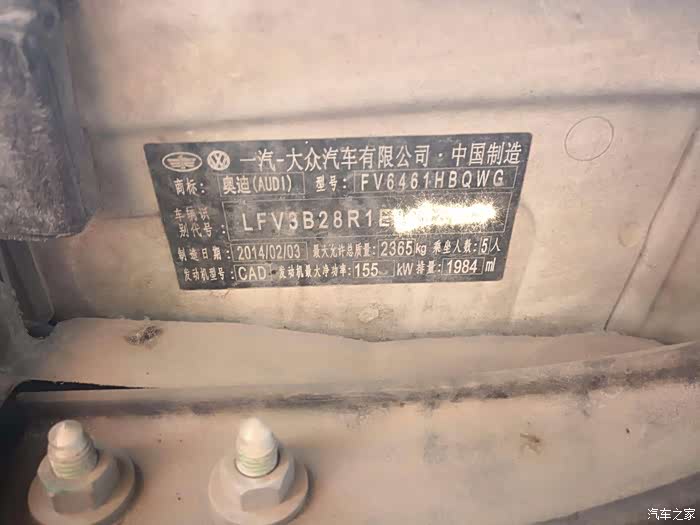 一汽-大众汽车有限公司·中国制造
商标: 奥迪(AUDI) 型号: FV6461HBQWG
车辆识别代号: LFV3B28R1E
制造日期: 2014/02/03 最大允许总质量: 2365kg 乘坐人数: 5人
发动机型号: CAD 发动机最大净功率: 155 kW 排量: 1984 ml
汽车之家